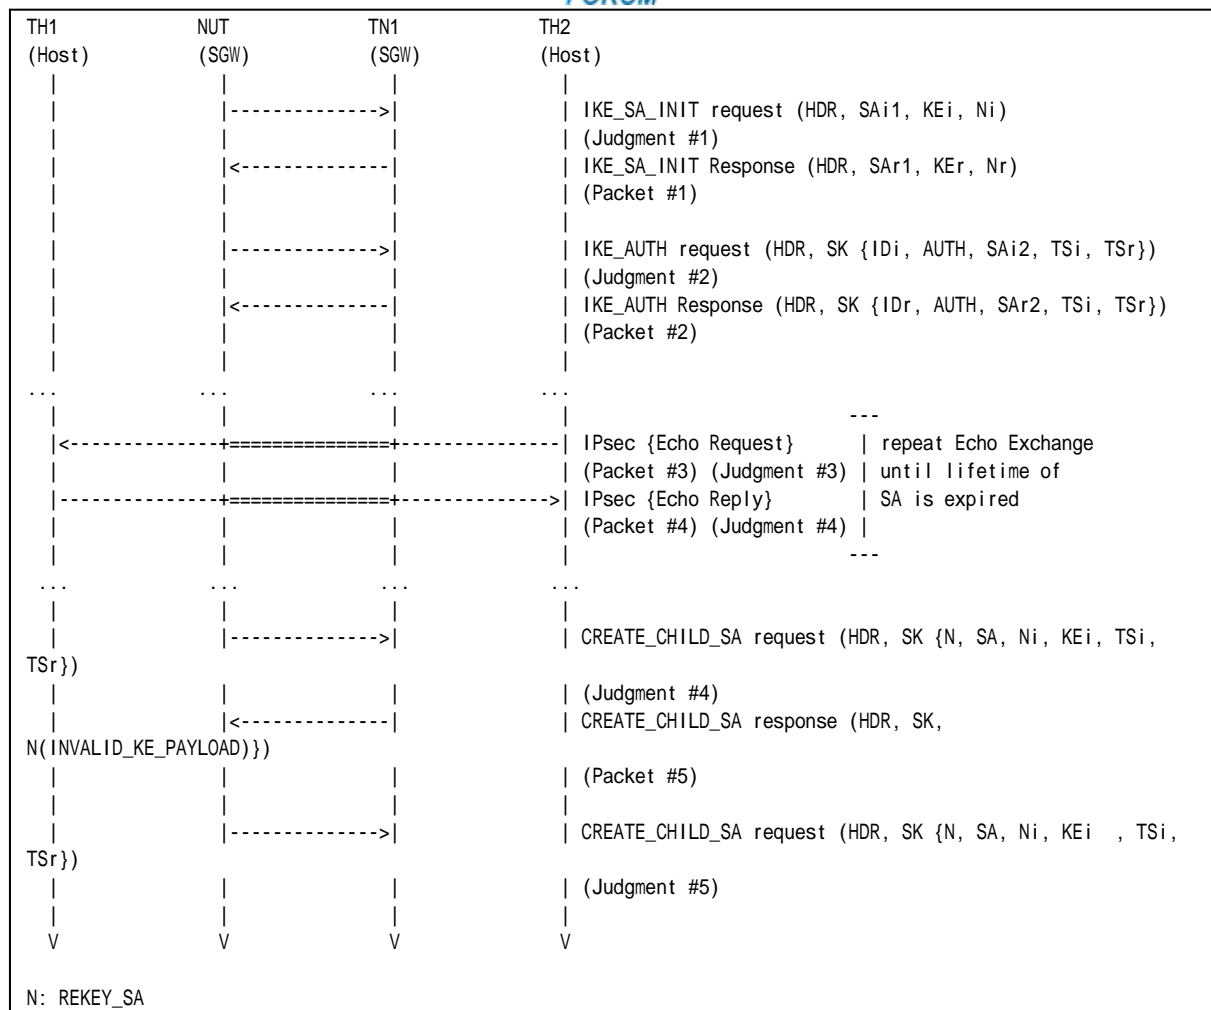 FORUM
TH1 NUT TN1 TH2
(Host) (SGW) (SGW) (Host)
| | | |
| |-------------->| | IKE_SA_INIT request (HDR, SAi1, KEi, Ni)
| | | | (Judgment #1)
| |<--------------| | IKE_SA_INIT Response (HDR, SAr1, KEr, Nr)
| | | | (Packet #1)
| | | |
| |-------------->| | IKE_AUTH request (HDR, SK {IDi, AUTH, SAi2, TSi, TSr})
| | | | (Judgment #2)
| |<--------------| | IKE_AUTH Response (HDR, SK {IDr, AUTH, SAr2, TSi, TSr})
| | | | (Packet #2)
| | | |
... ... ... ...
| | | | ---
|<--------------+===============+---------------| IPsec {Echo Request} | repeat Echo Exchange
| | | | (Packet #3) (Judgment #3) | until lifetime of
|---------------+===============+-------------->| IPsec {Echo Reply} | SA is expired
| | | | (Packet #4) (Judgment #4) |
| | | | ---
... ... ... ...
| | | |
| |-------------->| | CREATE_CHILD_SA request (HDR, SK {N, SA, Ni, KEi, TSi,
TSr})
| | | | (Judgment #4)
| |<--------------| | CREATE_CHILD_SA response (HDR, SK,
N(INVALID_KE_PAYLOAD)})
| | | | (Packet #5)
| | | |
| |-------------->| | CREATE_CHILD_SA request (HDR, SK {N, SA, Ni, KEi , TSi,
TSr})
| | | | (Judgment #5)
| | | |
V V V V
N: REKEY_SA